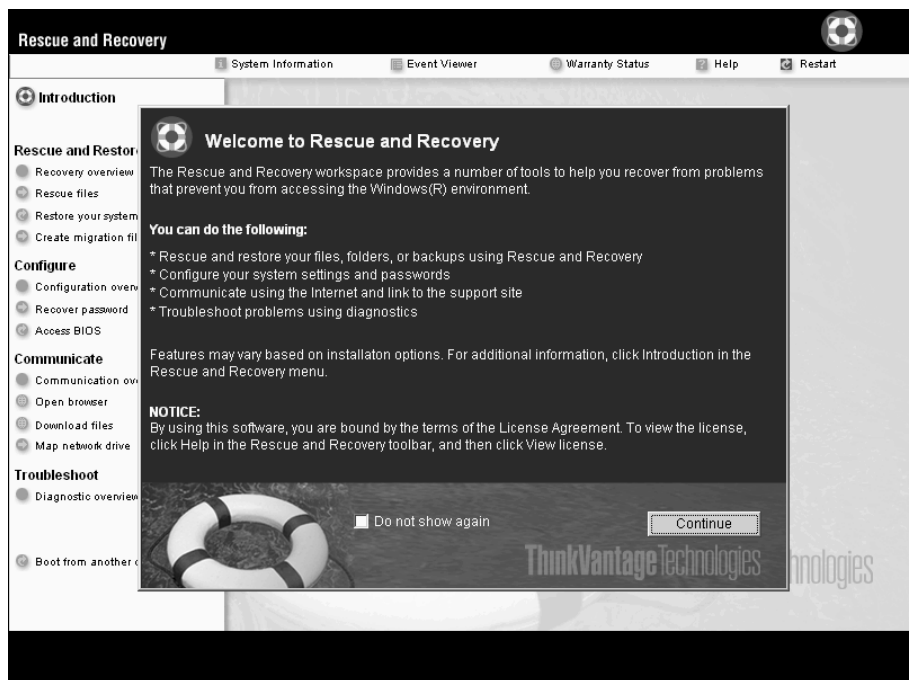 Rescue and Recovery
System Information
Event Viewer
Warranty Status
Help
Restart
Introduction
Rescue and Restor
Recovery overview
Rescue files
Restore your system
Create migration fil
Configure
Configuration overv
Recover password
Access BIOS
Communicate
Communication ov
Open browser
Download files
Map network drive
Troubleshoot
Diagnostic overview
Boot from another
Welcome to Rescue and Recovery
The Rescue and Recovery workspace provides a number of tools to help you recover from problems
that prevent you from accessing the Windows(R) environment.
You can do the following:
* Rescue and restore your files, folders, or backups using Rescue and Recovery
* Configure your system settings and passwords
* Communicate using the Internet and link to the support site
* Troubleshoot problems using diagnostics
Features may vary based on installaton options. For additional information, click Introduction in the
Rescue and Recovery menu.
NOTICE:
By using this software, you are bound by the terms of the License Agreement. To view the license,
click Help in the Rescue and Recovery toolbar, and then click View license.
Do not show again
Continue
ThinkVantage Technologies
hnologies